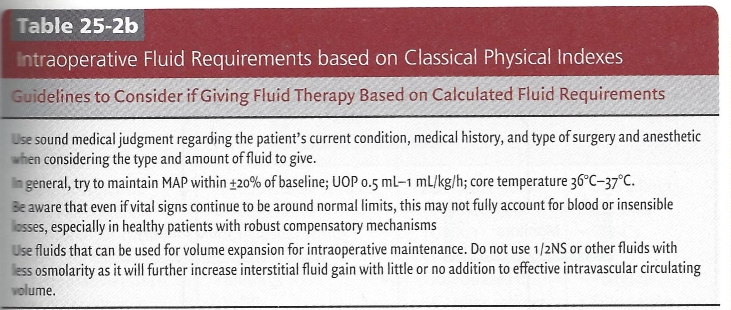 Table 25-2b
Intraoperative Fluid Requirements based on Classical Physical Indexes
Guidelines to Consider if Giving Fluid Therapy Based on Calculated Fluid Requirements
Use sound medical judgment regarding the patient's current condition, medical history, and type of surgery and anesthetic
when considering the type and amount of fluid to give.
In general, try to maintain MAP within ±20% of baseline; UOP 0.5 mL–1 mL/kg/h; core temperature 36°C–37°C.
Be aware that even if vital signs continue to be around normal limits, this may not fully account for blood or insensible
losses, especially in healthy patients with robust compensatory mechanisms
Use fluids that can be used for volume expansion for intraoperative maintenance. Do not use 1/2NS or other fluids with
less osmolarity as it will further increase interstitial fluid gain with little or no addition to effective intravascular circulating
volume.